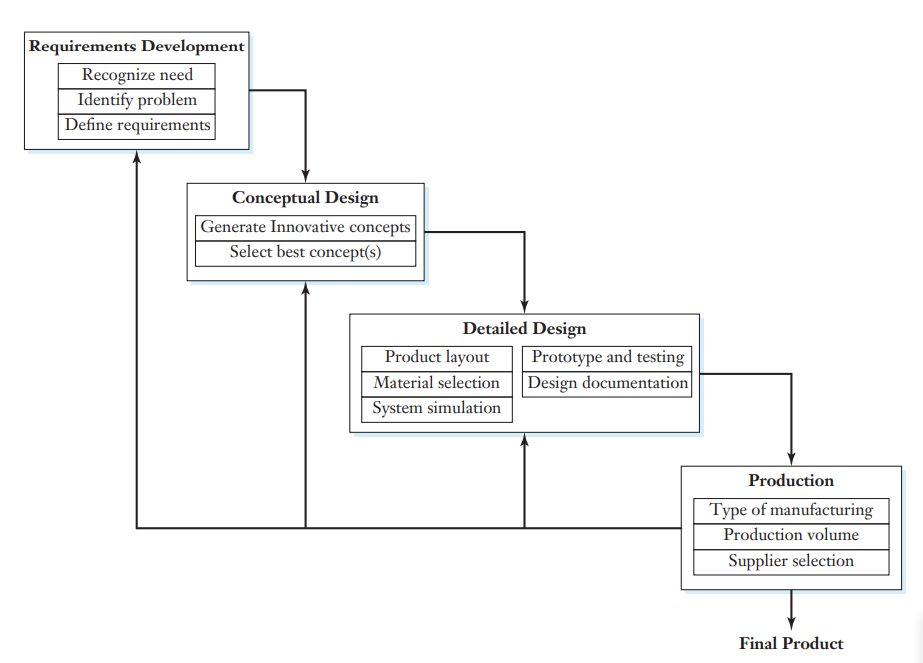 Requirements Development
Recognize need
Identify problem
Define requirements
Conceptual Design
Generate Innovative concepts
Select best concept(s)
Detailed Design
Product layout
Material selection
System simulation
Prototype and testing
Design documentation
Production
Type of manufacturing
Production volume
Supplier selection
Final Product